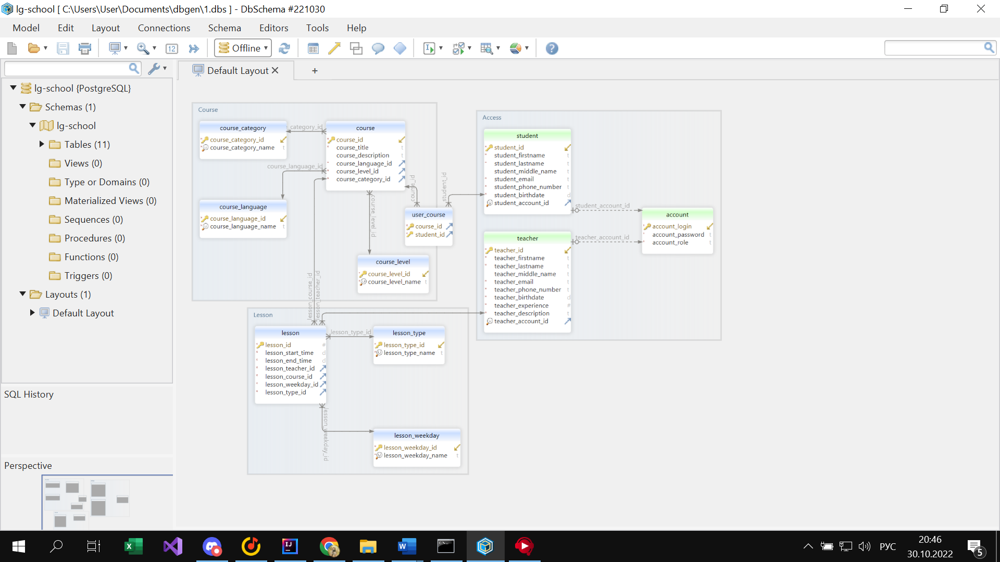 lg-school [ C:\Users\User\Documents\dbgen\1.dbs ] - DbSchema #221030
Model Edit Layout Connections Schema Editors Tools Help
12
Offline
Default Layout
+
lg-school {PostgreSQL}
Schemas (1)
lg-school
Tables (11)
Views (0)
Type or Domains (0)
Materialized Views (0)
Sequences (0)
Procedures (0)
Functions (0)
Triggers (0)
Layouts (1)
Default Layout
SQL History
Perspective
Course
course_category
course_category_id
course_category_name t
_category_id
course
course_id
course_title t
course_description t
course_language_id
course_level_id
course_category_id
course_language_id
course_language
course_language_id
course_language_name t
course_level_id
course_id
student_id
user_course
course_id
student_id
course_level
course_level_id
course_level_name t
lesson_course_id
lesson_teacher_id
Access
student
student_id
student_firstname t
student_lastname t
student_middle_name t
student_email t
student_phone_number t
student_birthdate d
student_account_id
student_account_id
account
account_login
account_password t
account_role t
teacher_account_id
teacher
teacher_id
teacher_firstname t
teacher_lastname t
teacher_middle_name t
teacher_email t
teacher_phone_number t
teacher_birthdate d
teacher_experience #
teacher_description t
teacher_account_id
Lesson
lesson
lesson_id #
lesson_start_time d
lesson_end_time d
lesson_teacher_id
lesson_course_id
lesson_weekday_id
lesson_type_id
lesson_type_id
lesson_type
lesson_type_id
lesson_type_name t
lesson_weekday_id
lesson_weekday
lesson_weekday_id
lesson_weekday_name t
РУС
20:46
30.10.2022
5